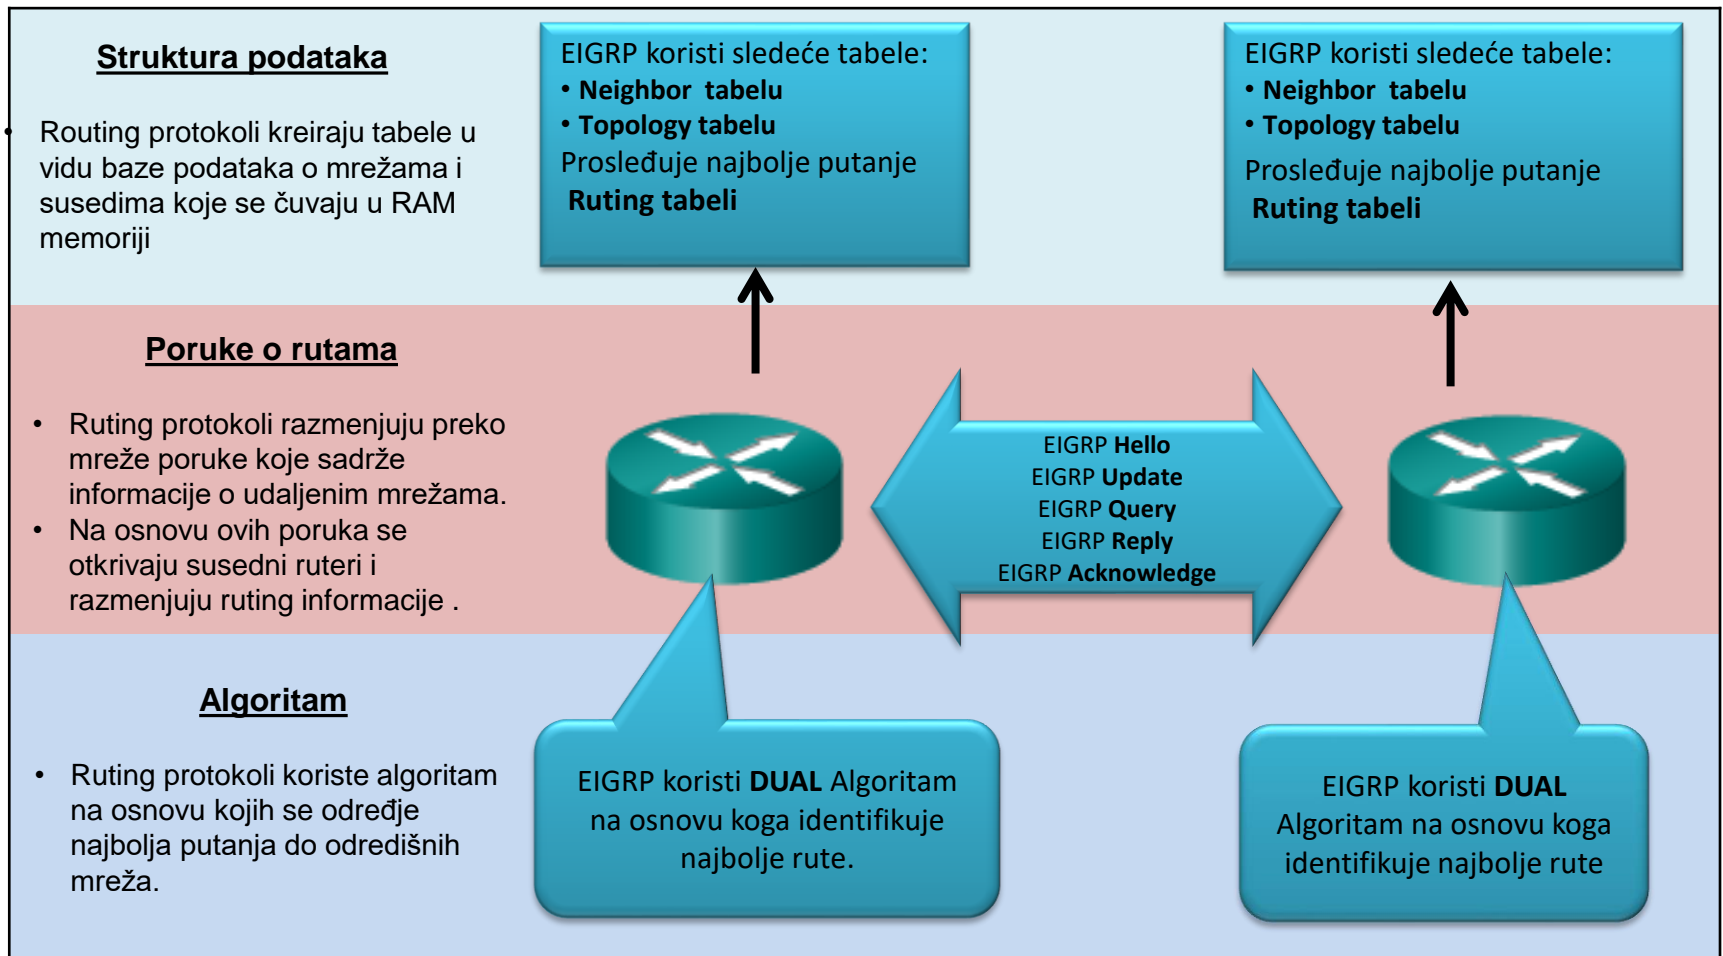 Struktura podataka
• Routing protokoli kreiraju tabele u
vidu baze podataka o mrežama i
susedima koje se čuvaju u RAM
memoriji
EIGRP koristi sledeće tabele:
• Neighbor tabelu
• Topology tabelu
Prosleđuje najbolje putanje
Ruting tabeli
EIGRP koristi sledeće tabele:
• Neighbor tabelu
• Topology tabelu
Prosleđuje najbolje putanje
Ruting tabeli
Poruke o rutama
• Ruting protokoli razmenjuju preko
mreže poruke koje sadrže
informacije o udaljenim mrežama.
• Na osnovu ovih poruka se
otkrivaju susedni ruteri i
razmenjuju ruting informacije .
EIGRP Hello
EIGRP Update
EIGRP Query
EIGRP Reply
EIGRP Acknowledge
Algoritam
• Ruting protokoli koriste algoritam
na osnovu kojih se određje
najbolja putanja do odredišnih
mreža.
EIGRP koristi DUAL Algoritam
na osnovu koga identifikuje
najbolje rute.
EIGRP koristi DUAL
Algoritam na osnovu koga
identifikuje najbolje rute